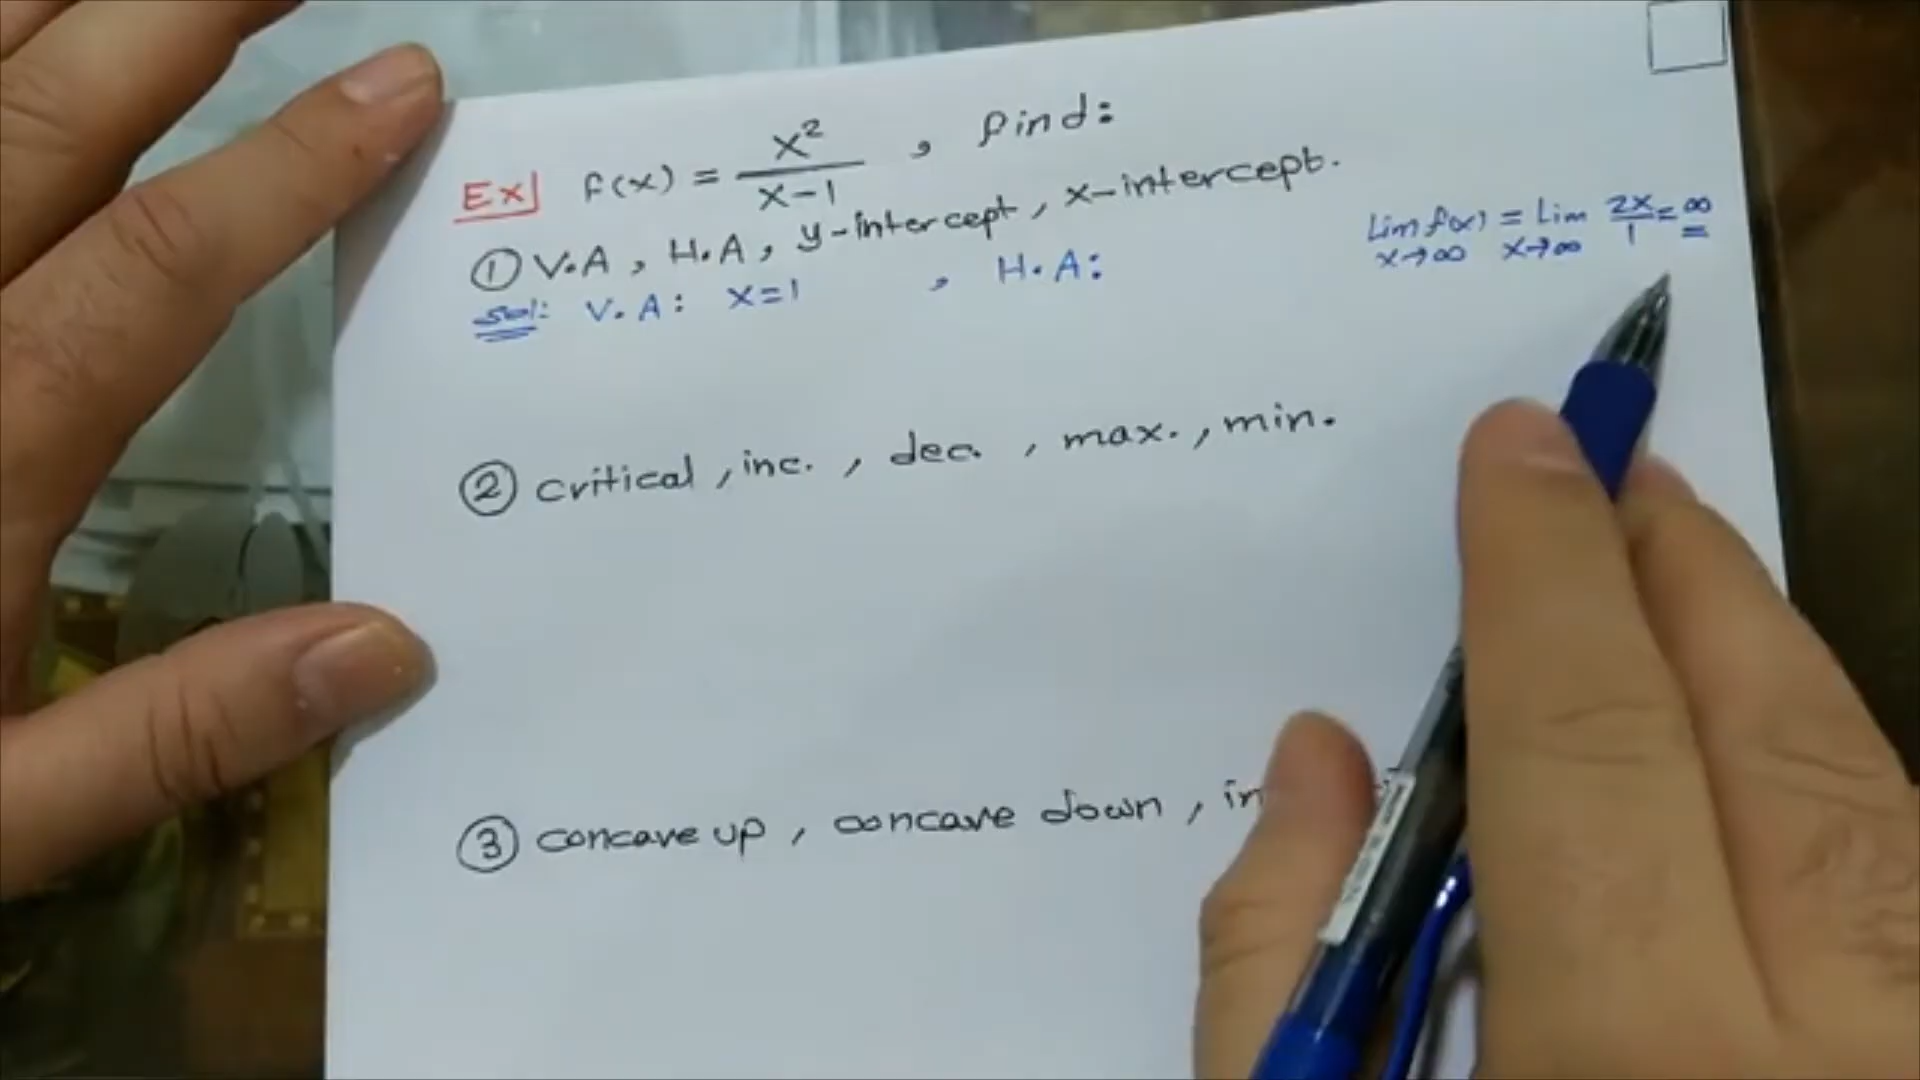 Ex| f(x) = x²/(x-1) , find:
① V.A , H.A , y-intercept , x-intercept.
Sol: V.A: x=1 , H.A:
Lim f(x) = Lim 2x/1 = ∞
x→∞ x→∞
② critical , inc. , dec. , max. , min.
③ concave up , concave down ,